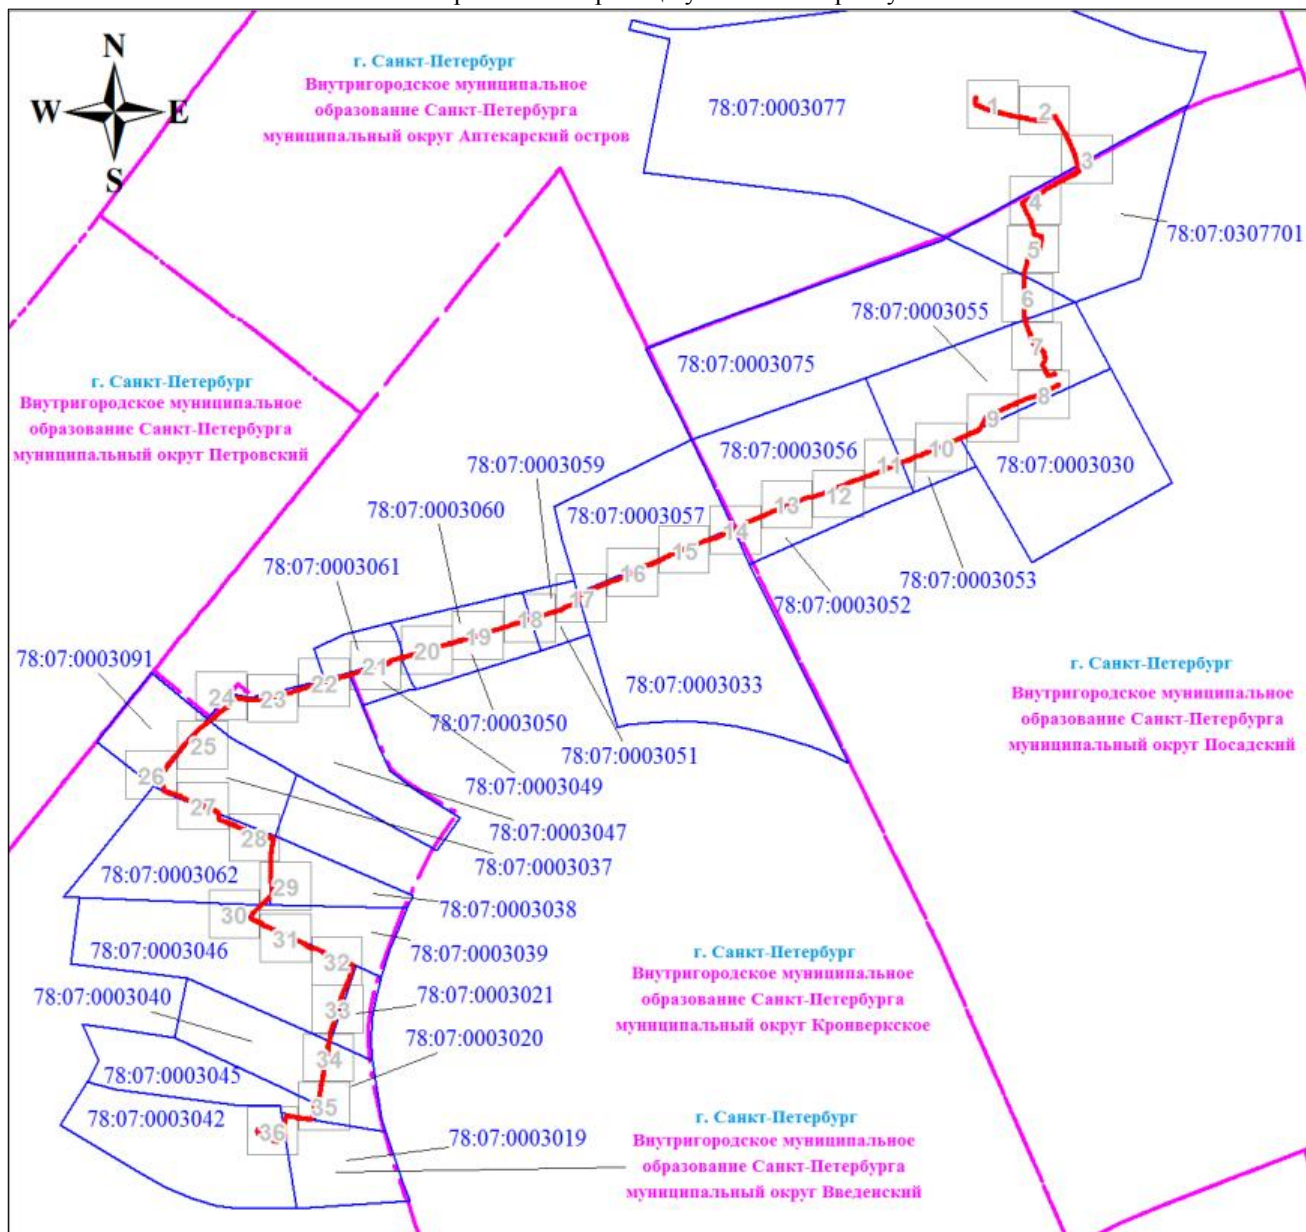 N
W
E
S
г. Санкт-Петербург
Внутригородское муниципальное
образование Санкт-Петербурга
муниципальный округ Аптекарский остров
78:07:0003077
1
2
3
4
78:07:0307701
5
6
78:07:0003055
7
78:07:0003075
г. Санкт-Петербург
Внутригородское муниципальное
образование Санкт-Петербурга
муниципальный округ Петровский
8
9
78:07:0003056
10
11
78:07:0003030
78:07:0003059
12
13
78:07:0003060
78:07:0003057
14
15
78:07:0003061
16
78:07:0003053
17
78:07:0003052
18
19
20
21
78:07:0003091
22
78:07:0003033
г. Санкт-Петербург
Внутригородское муниципальное
образование Санкт-Петербурга
муниципальный округ Посадский
23
24
78:07:0003050
25
78:07:0003051
26
78:07:0003049
27
78:07:0003047
28
78:07:0003037
78:07:0003062
29
78:07:0003038
30
31
78:07:0003046
78:07:0003039
32
г. Санкт-Петербург
Внутригородское муниципальное
образование Санкт-Петербурга
муниципальный округ Кронверкское
78:07:0003040
78:07:0003021
33
78:07:0003020
34
78:07:0003045
35
78:07:0003042
36
78:07:0003019
г. Санкт-Петербург
Внутригородское муниципальное
образование Санкт-Петербурга
муниципальный округ Введенский